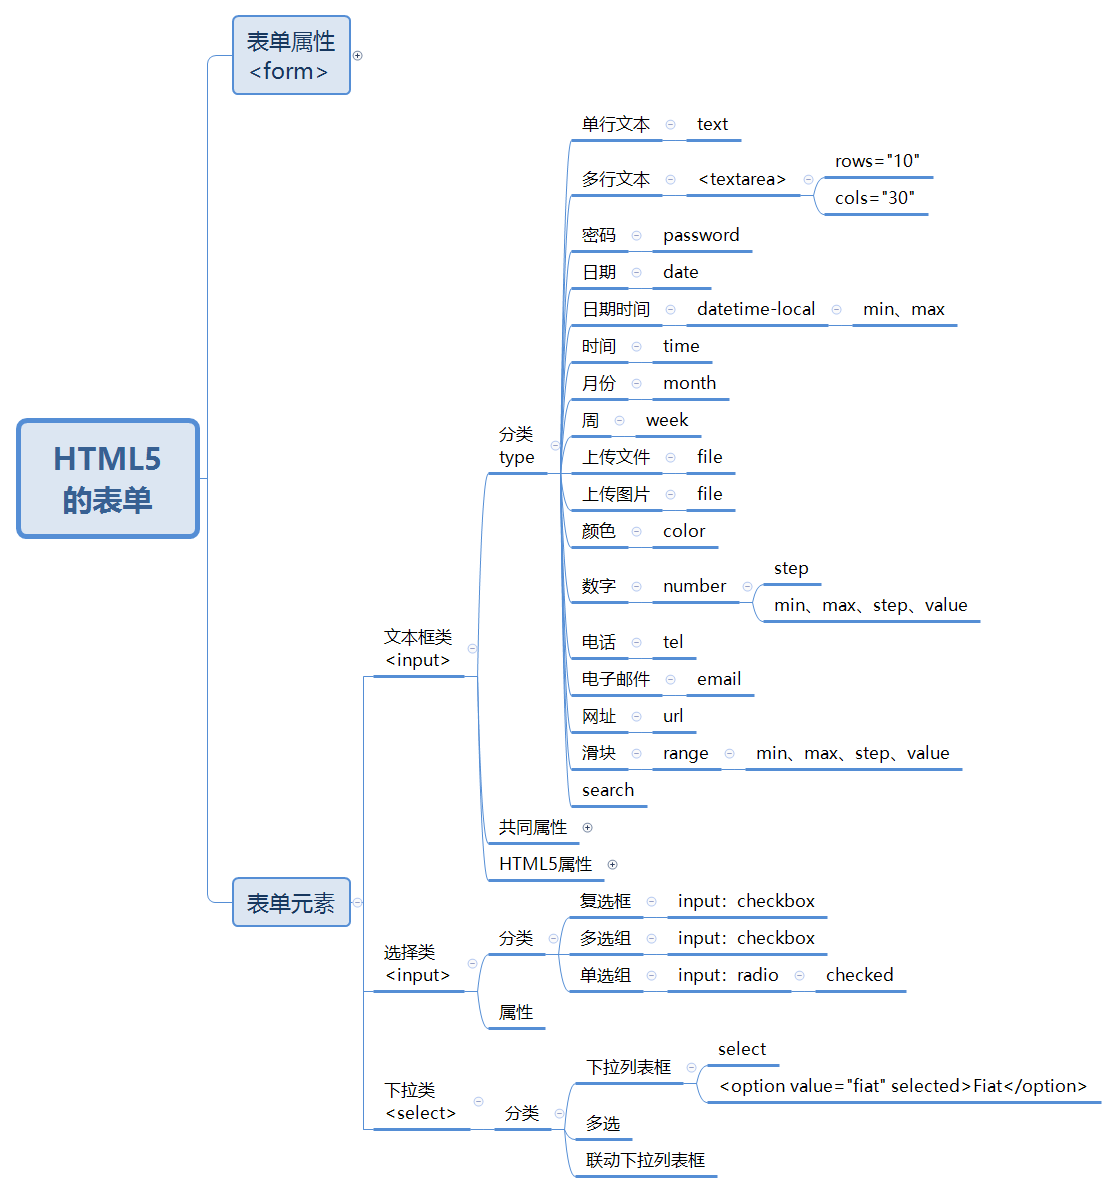 表单属性
<form>
单行文本
text
多行文本
<textarea>
rows="10"
cols="30"
密码
password
日期
date
日期时间
datetime-local
min、max
时间
time
月份
month
周
week
分类
type
上传文件
file
上传图片
file
颜色
color
数字
number
step
min、max、step、value
电话
tel
电子邮件
email
网址
url
滑块
range
min、max、step、value
search
HTML5
的表单
文本框类
<input>
共同属性
HTML5属性
表单元素
选择类
<input>
分类
复选框
input：checkbox
多选组
input：checkbox
单选组
input：radio
checked
属性
下拉类
<select>
分类
下拉列表框
select
<option value="fiat" selected>Fiat</option>
多选
联动下拉列表框